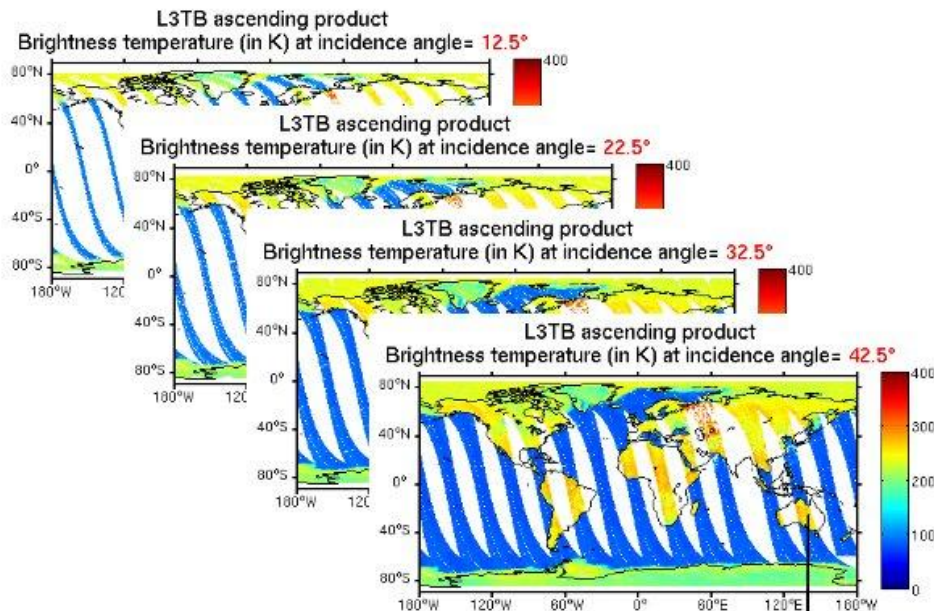 L3TB ascending product
Brightness temperature (in K) at incidence angle= 12.5°
80°N
40°N
0°
40°S
80°S
180°W
120
400
L3TB ascending product
Brightness temperature (in K) at incidence angle= 22.5°
80°N
40°N
0°
40°S
80°S
180°W
120
400
L3TB ascending product
Brightness temperature (in K) at incidence angle= 32.5°
80°N
40°N
0°
40°S
80°S
180°W
120
400
L3TB ascending product
Brightness temperature (in K) at incidence angle= 42.5°
80°N
40°N
0°
40°S
80°S
180°W 120°W 60°W 0° 60°E 120°E 180°W
400
300
200
100
0